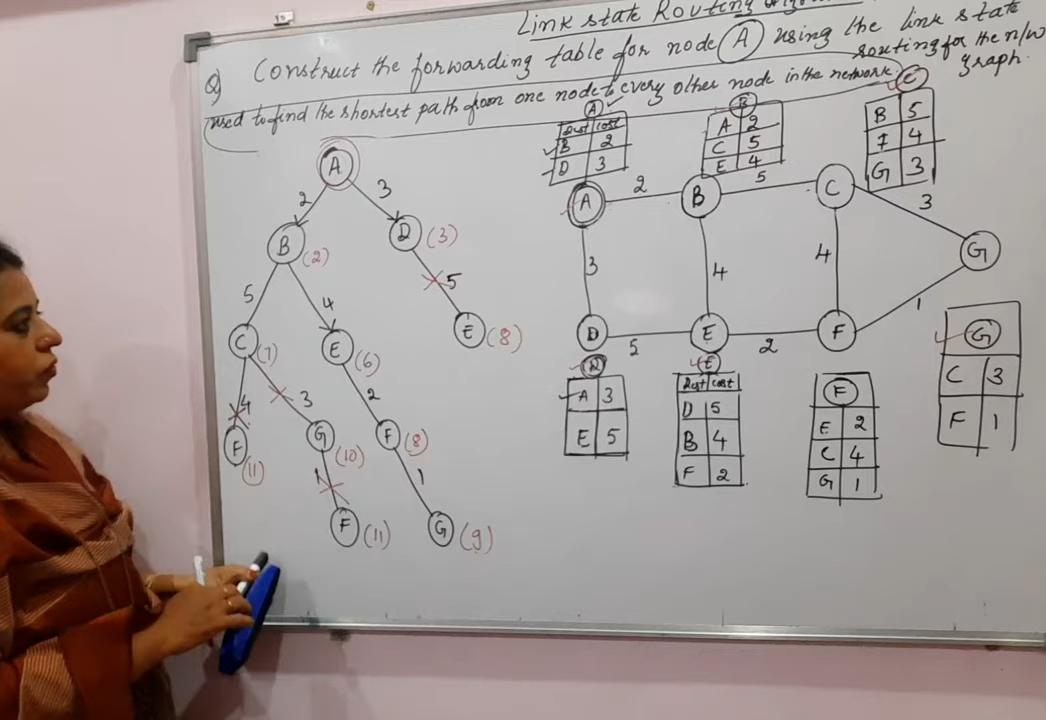 Link state Routing
Q) Construct the forwarding table for node A using the link state routing for the n/w graph.
used to find the shortest path from one node to every other node in the network
A
2 3
B (2) D (3)
5 4 5
C (7) E (6) E (8)
4 3 2
F (11) G (10) F (8)
1 1
F (11) G (9)
A
Dest cost
B 2
D 3
B
A 2
C 5
E 4
C
B 5
F 4
G 3
A 2 B 5 C 3 G
3 4 4 1
D 5 E 2 F
D
A 3
E 5
E
Dest cost
D 5
B 4
F 2
F
E 2
C 4
G 1
G
C 3
F 1